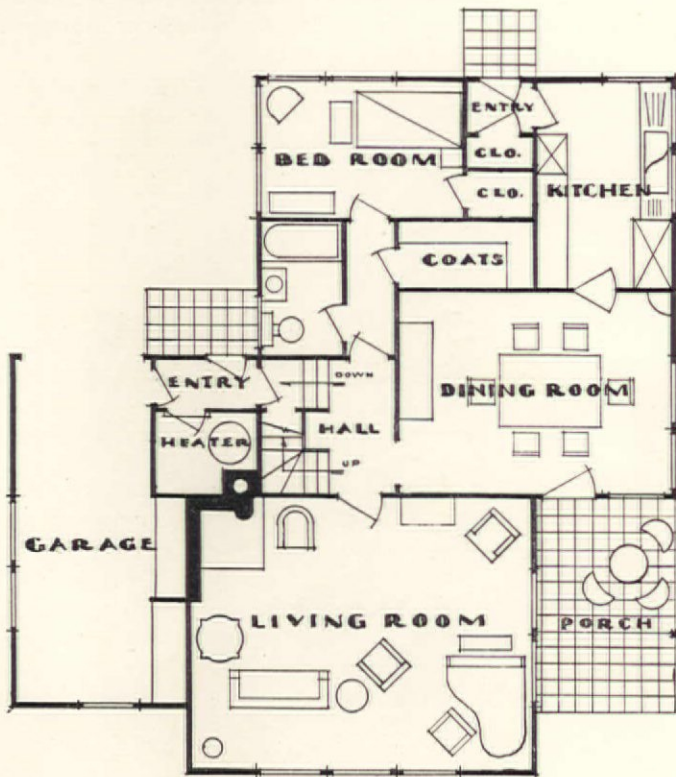 ENTRY
BED ROOM
CLO.
CLO.
KITCHEN
COATS
DOWN
ENTRY
DINING ROOM
HALL
HEATER
UP
GARAGE
LIVING ROOM
PORCH